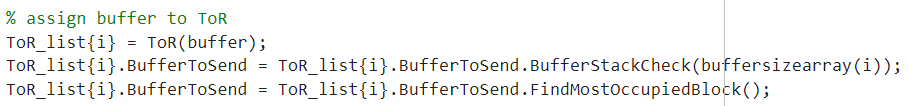 % assign buffer to ToR
ToR_list{i} = ToR(buffer);
ToR_list{i}.BufferToSend = ToR_list{i}.BufferToSend.BufferStackCheck(buffersizearray(i));
ToR_list{i}.BufferToSend = ToR_list{i}.BufferToSend.FindMostOccupiedBlock();